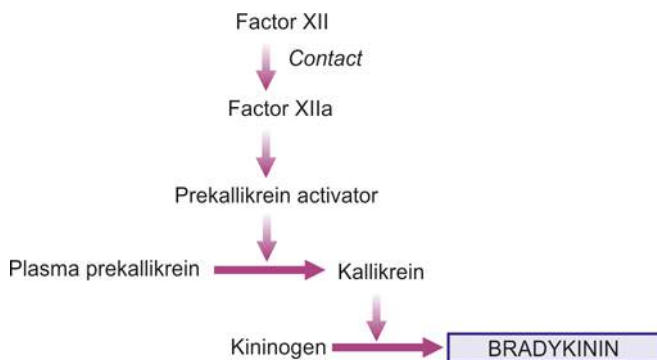 Factor XII
Contact
Factor XIIa
Prekallikrein activator
Plasma prekallikrein
Kallikrein
Kininogen
BRADYKININ